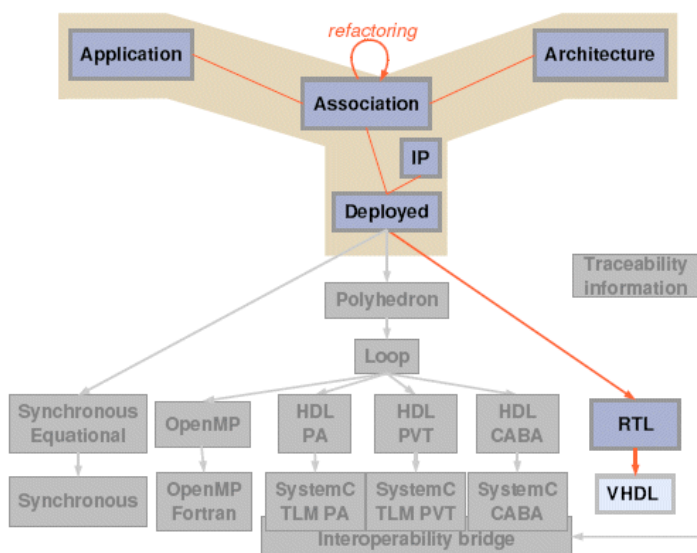 refactoring
Application
Architecture
Association
IP
Deployed
Traceability
information
Polyhedron
Loop
Synchronous
Equational
OpenMP
HDL
PA
HDL
PVT
HDL
CABA
RTL
Synchronous
OpenMP
Fortran
SystemC
TLM PA
SystemC
TLM PVT
SystemC
CABA
VHDL
Interoperability bridge